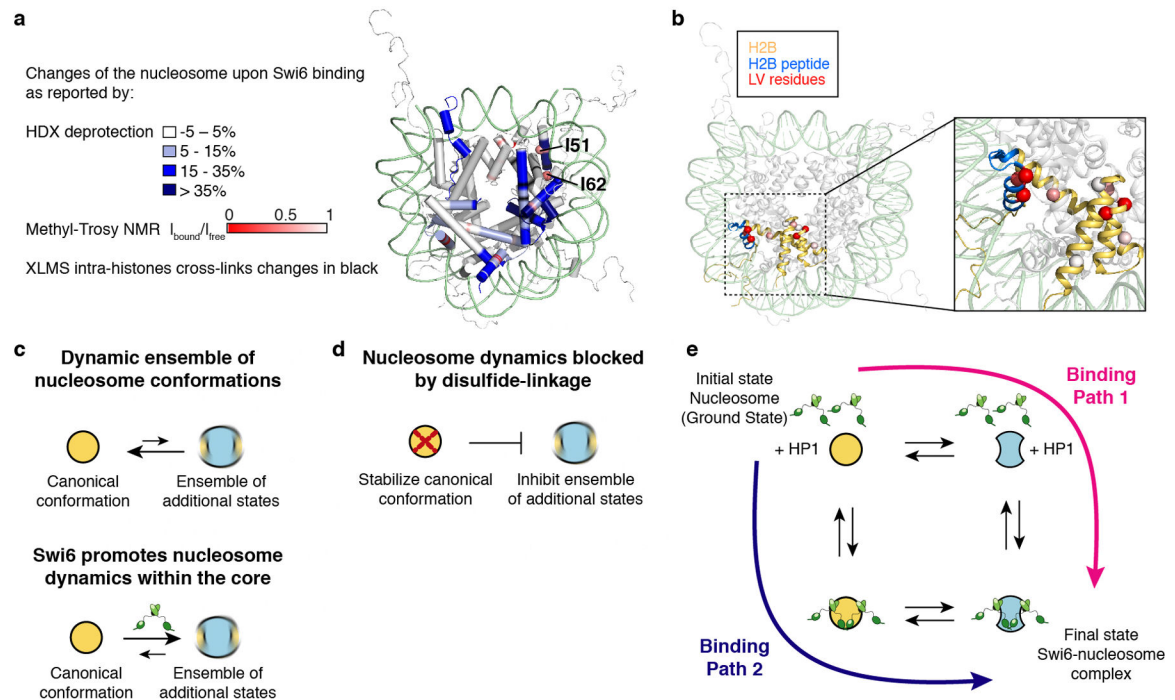 a
Changes of the nucleosome upon Swi6 binding
as reported by:
HDX deprotection
-5 – 5%
5 - 15%
15 - 35%
> 35%
Methyl-Trosy NMR Ibound/Ifree
0 0.5 1
XLMS intra-histones cross-links changes in black
I51
I62
b
H2B
H2B peptide
LV residues
c
Dynamic ensemble of
nucleosome conformations
Canonical
conformation
Ensemble of
additional states
Swi6 promotes nucleosome
dynamics within the core
Canonical
conformation
Ensemble of
additional states
d
Nucleosome dynamics blocked
by disulfide-linkage
Stabilize canonical
conformation
Inhibit ensemble
of additional states
e
Initial state
Nucleosome
(Ground State)
+ HP1
+ HP1
Binding
Path 1
Binding
Path 2
Final state
Swi6-nucleosome
complex